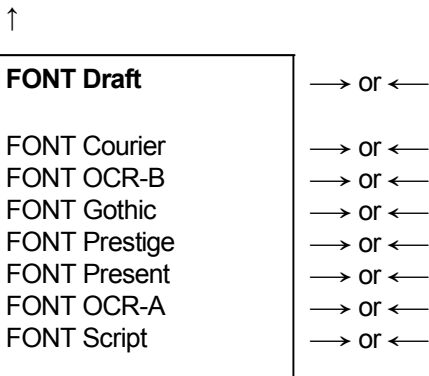 ↑
FONT Draft ⟶ or ⟵
FONT Courier ⟶ or ⟵
FONT OCR-B ⟶ or ⟵
FONT Gothic ⟶ or ⟵
FONT Prestige ⟶ or ⟵
FONT Present ⟶ or ⟵
FONT OCR-A ⟶ or ⟵
FONT Script ⟶ or ⟵